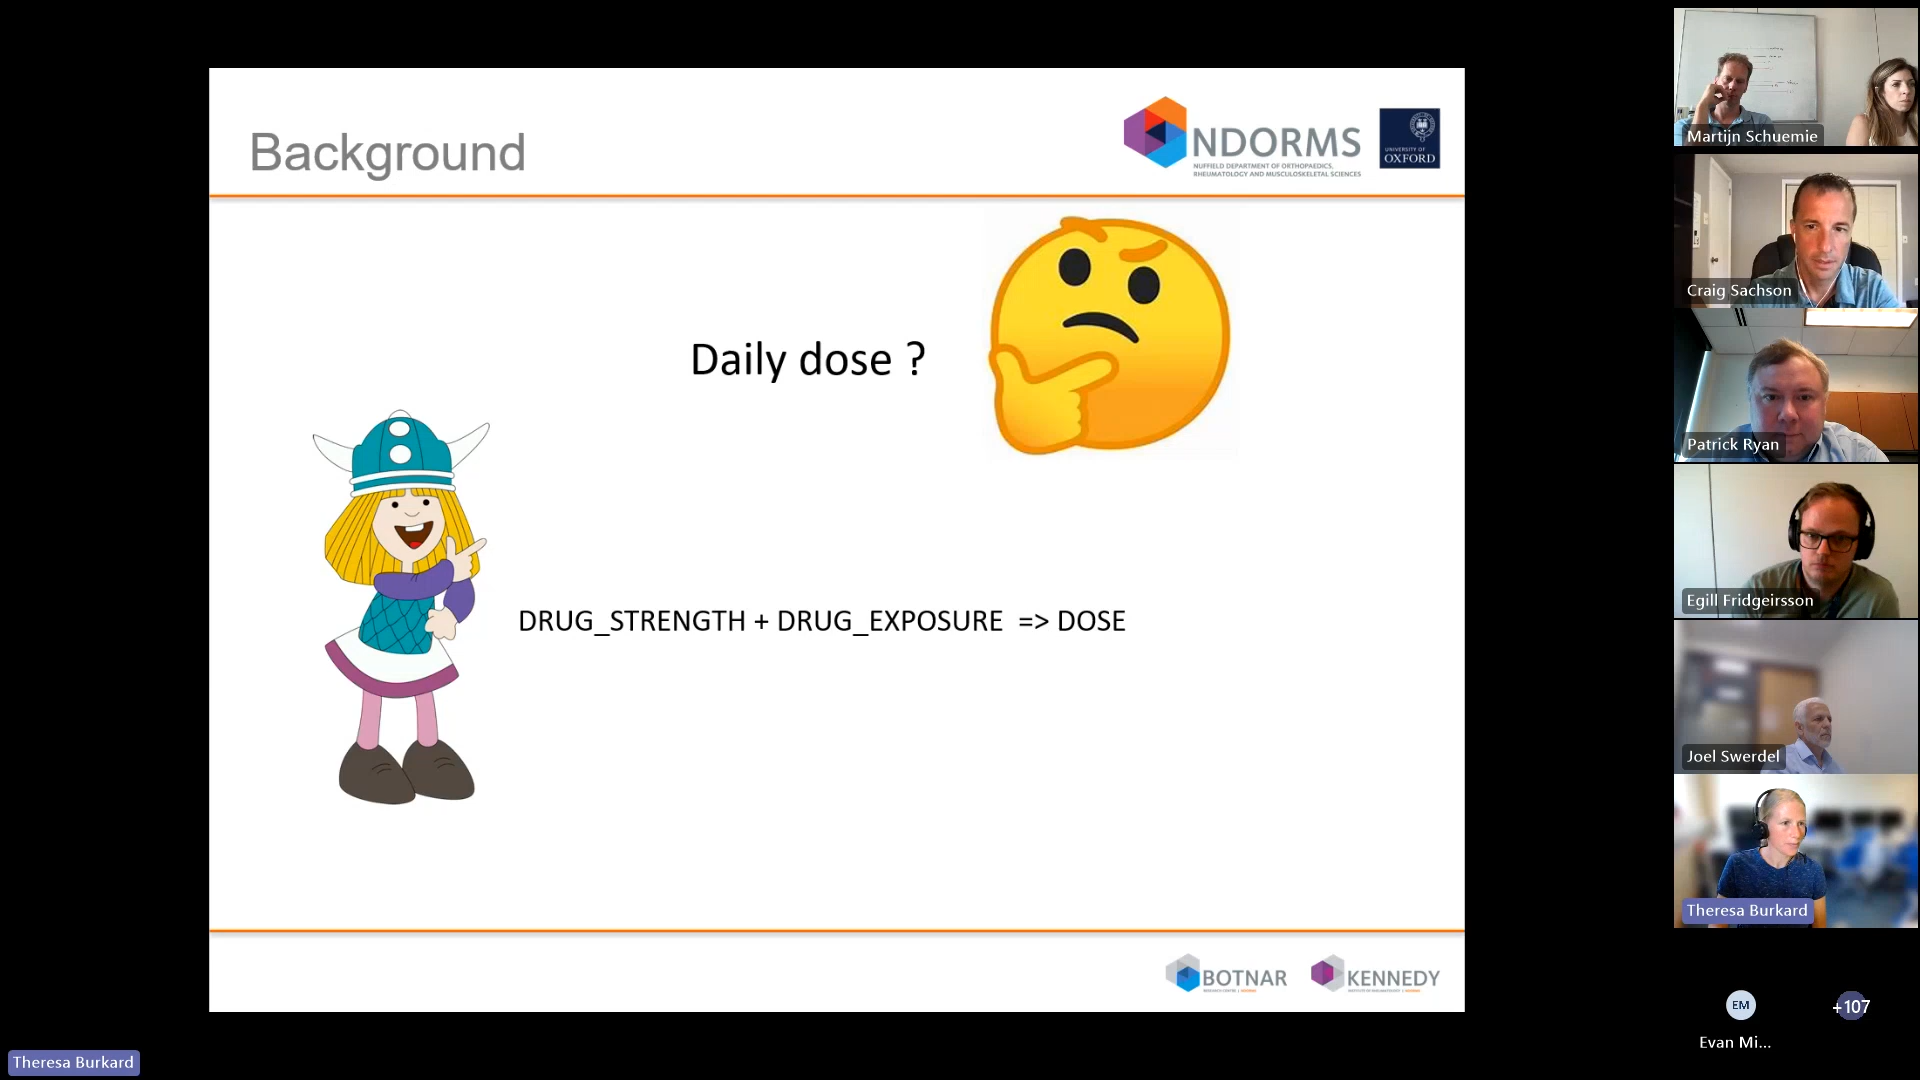 Background
NDORMS
NUFFIELD DEPARTMENT OF ORTHOPAEDICS,
RHEUMATOLOGY AND MUSCULOSKELETAL SCIENCES
UNIVERSITY OF
OXFORD
Daily dose ?
DRUG_STRENGTH + DRUG_EXPOSURE => DOSE
BOTNAR
KENNEDY
Martijn Schuemie
Craig Sachson
Patrick Ryan
Egill Fridgeirsson
Joel Swerdel
Theresa Burkard
EM
+107
Evan Mi...
Theresa Burkard